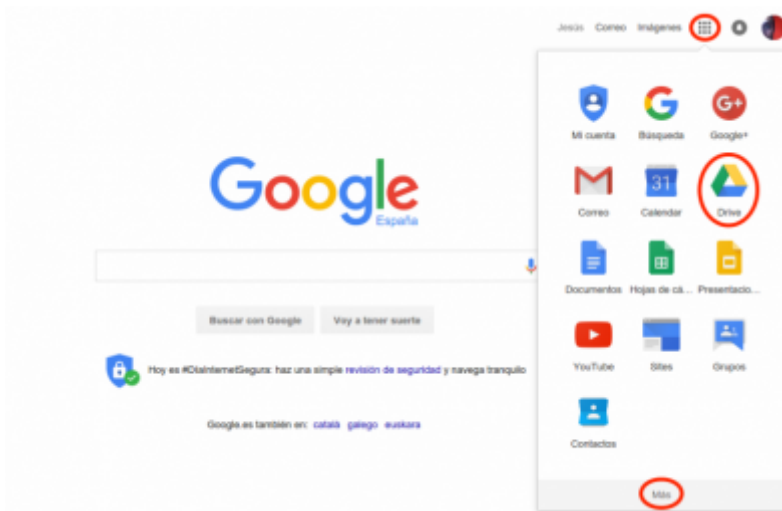 Jesús Correo Imágenes
Mi cuenta Búsqueda Google+
31
Correo Calendar Drive
Documentos Hojas de cá... Presentacio...
YouTube Sites Grupos
Contactos
Más
Google
España
Buscar con Google Voy a tener suerte
Hoy es #DiaInternetSegura: haz una simple revisión de seguridad y navega tranquilo
Google.es también en: català galego euskara